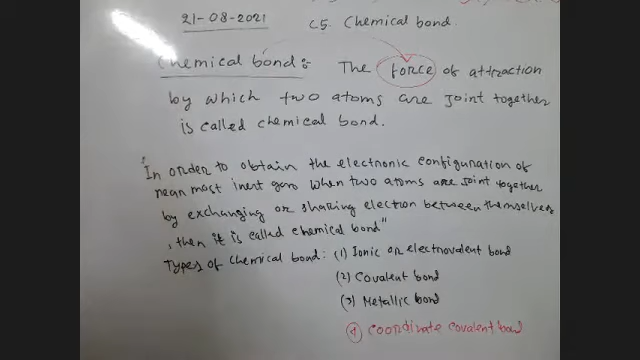 21-08-2021 C5. Chemical bond.
Chemical bond: The force of attraction
by which two atoms are joint together
is called chemical bond.
"In order to obtain the electronic configuration of
near most inert gas when two atoms are joint together
by exchanging or sharing election between themselves
, then it is called chemical bond"
Types of chemical bond: (1) Ionic or electrovalent bond
(2) Covalent bond
(3) Metallic bond
(4) Coordinate covalent bond